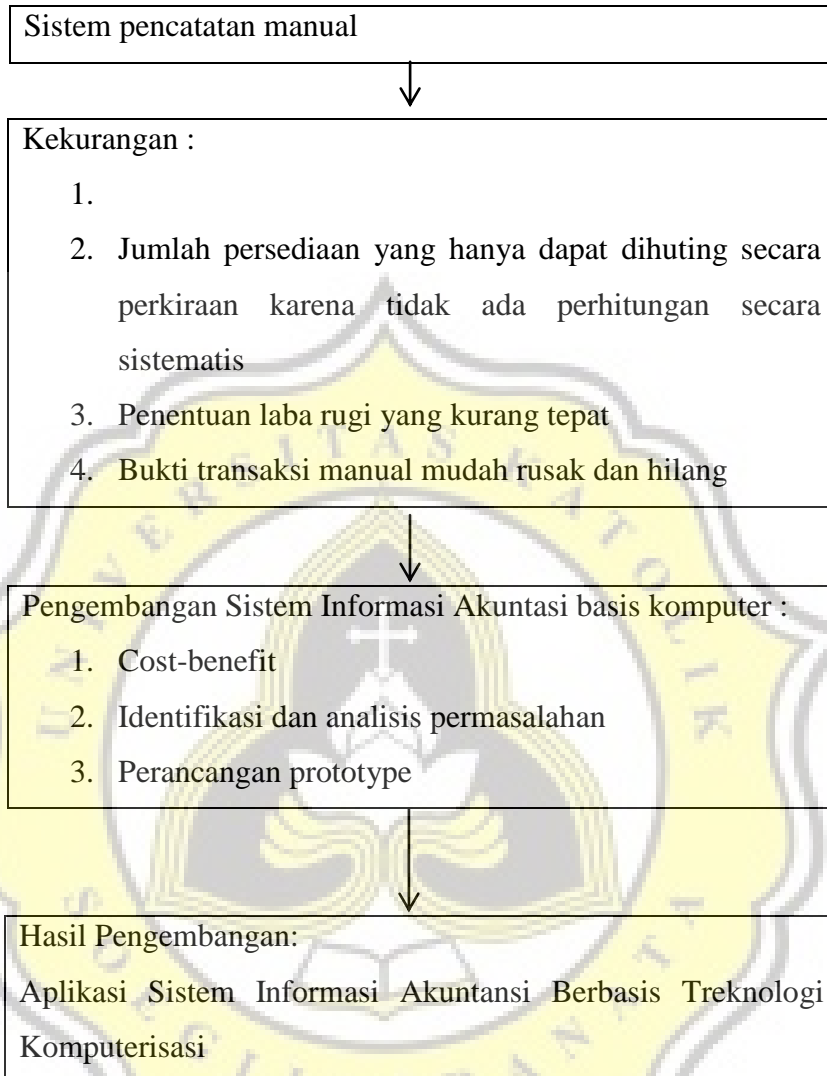 Sistem pencatatan manual
Kekurangan :
1.
2. Jumlah persediaan yang hanya dapat dihuting secara
perkiraan karena tidak ada perhitungan secara
sistematis
3. Penentuan laba rugi yang kurang tepat
4. Bukti transaksi manual mudah rusak dan hilang
Pengembangan Sistem Informasi Akuntasi basis komputer :
1. Cost-benefit
2. Identifikasi dan analisis permasalahan
3. Perancangan prototype
Hasil Pengembangan:
Aplikasi Sistem Informasi Akuntansi Berbasis Treknologi
Komputerisasi
UNIVERSITAS KATOLIK